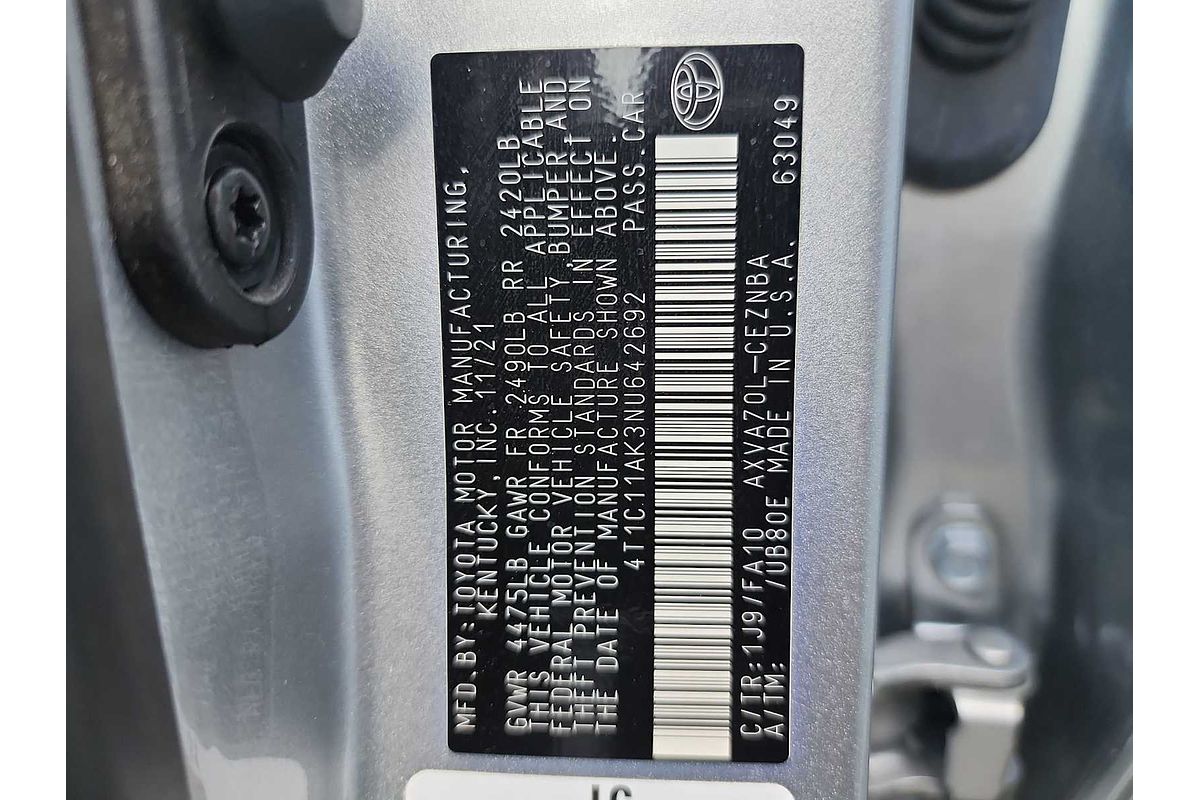 MFD.BY:TOYOTA MOTOR MANUFACTURING,
KENTUCKY, INC. 11/21
GVWR 4475LB GAWR FR 2490LB RR 2420LB
THIS VEHICLE CONFORMS TO ALL APPLICABLE
FEDERAL MOTOR VEHICLE SAFETY, BUMPER AND
THEFT PREVENTION STANDARDS IN EFFECT ON
THE DATE OF MANUFACTURE SHOWN ABOVE.
4T1C11AK3NU642692 PASS.CAR
C/TR:1J9/FA10 AXVA70L-CEZNBA 63049
A/TM: /UB80E MADE IN U.S.A.